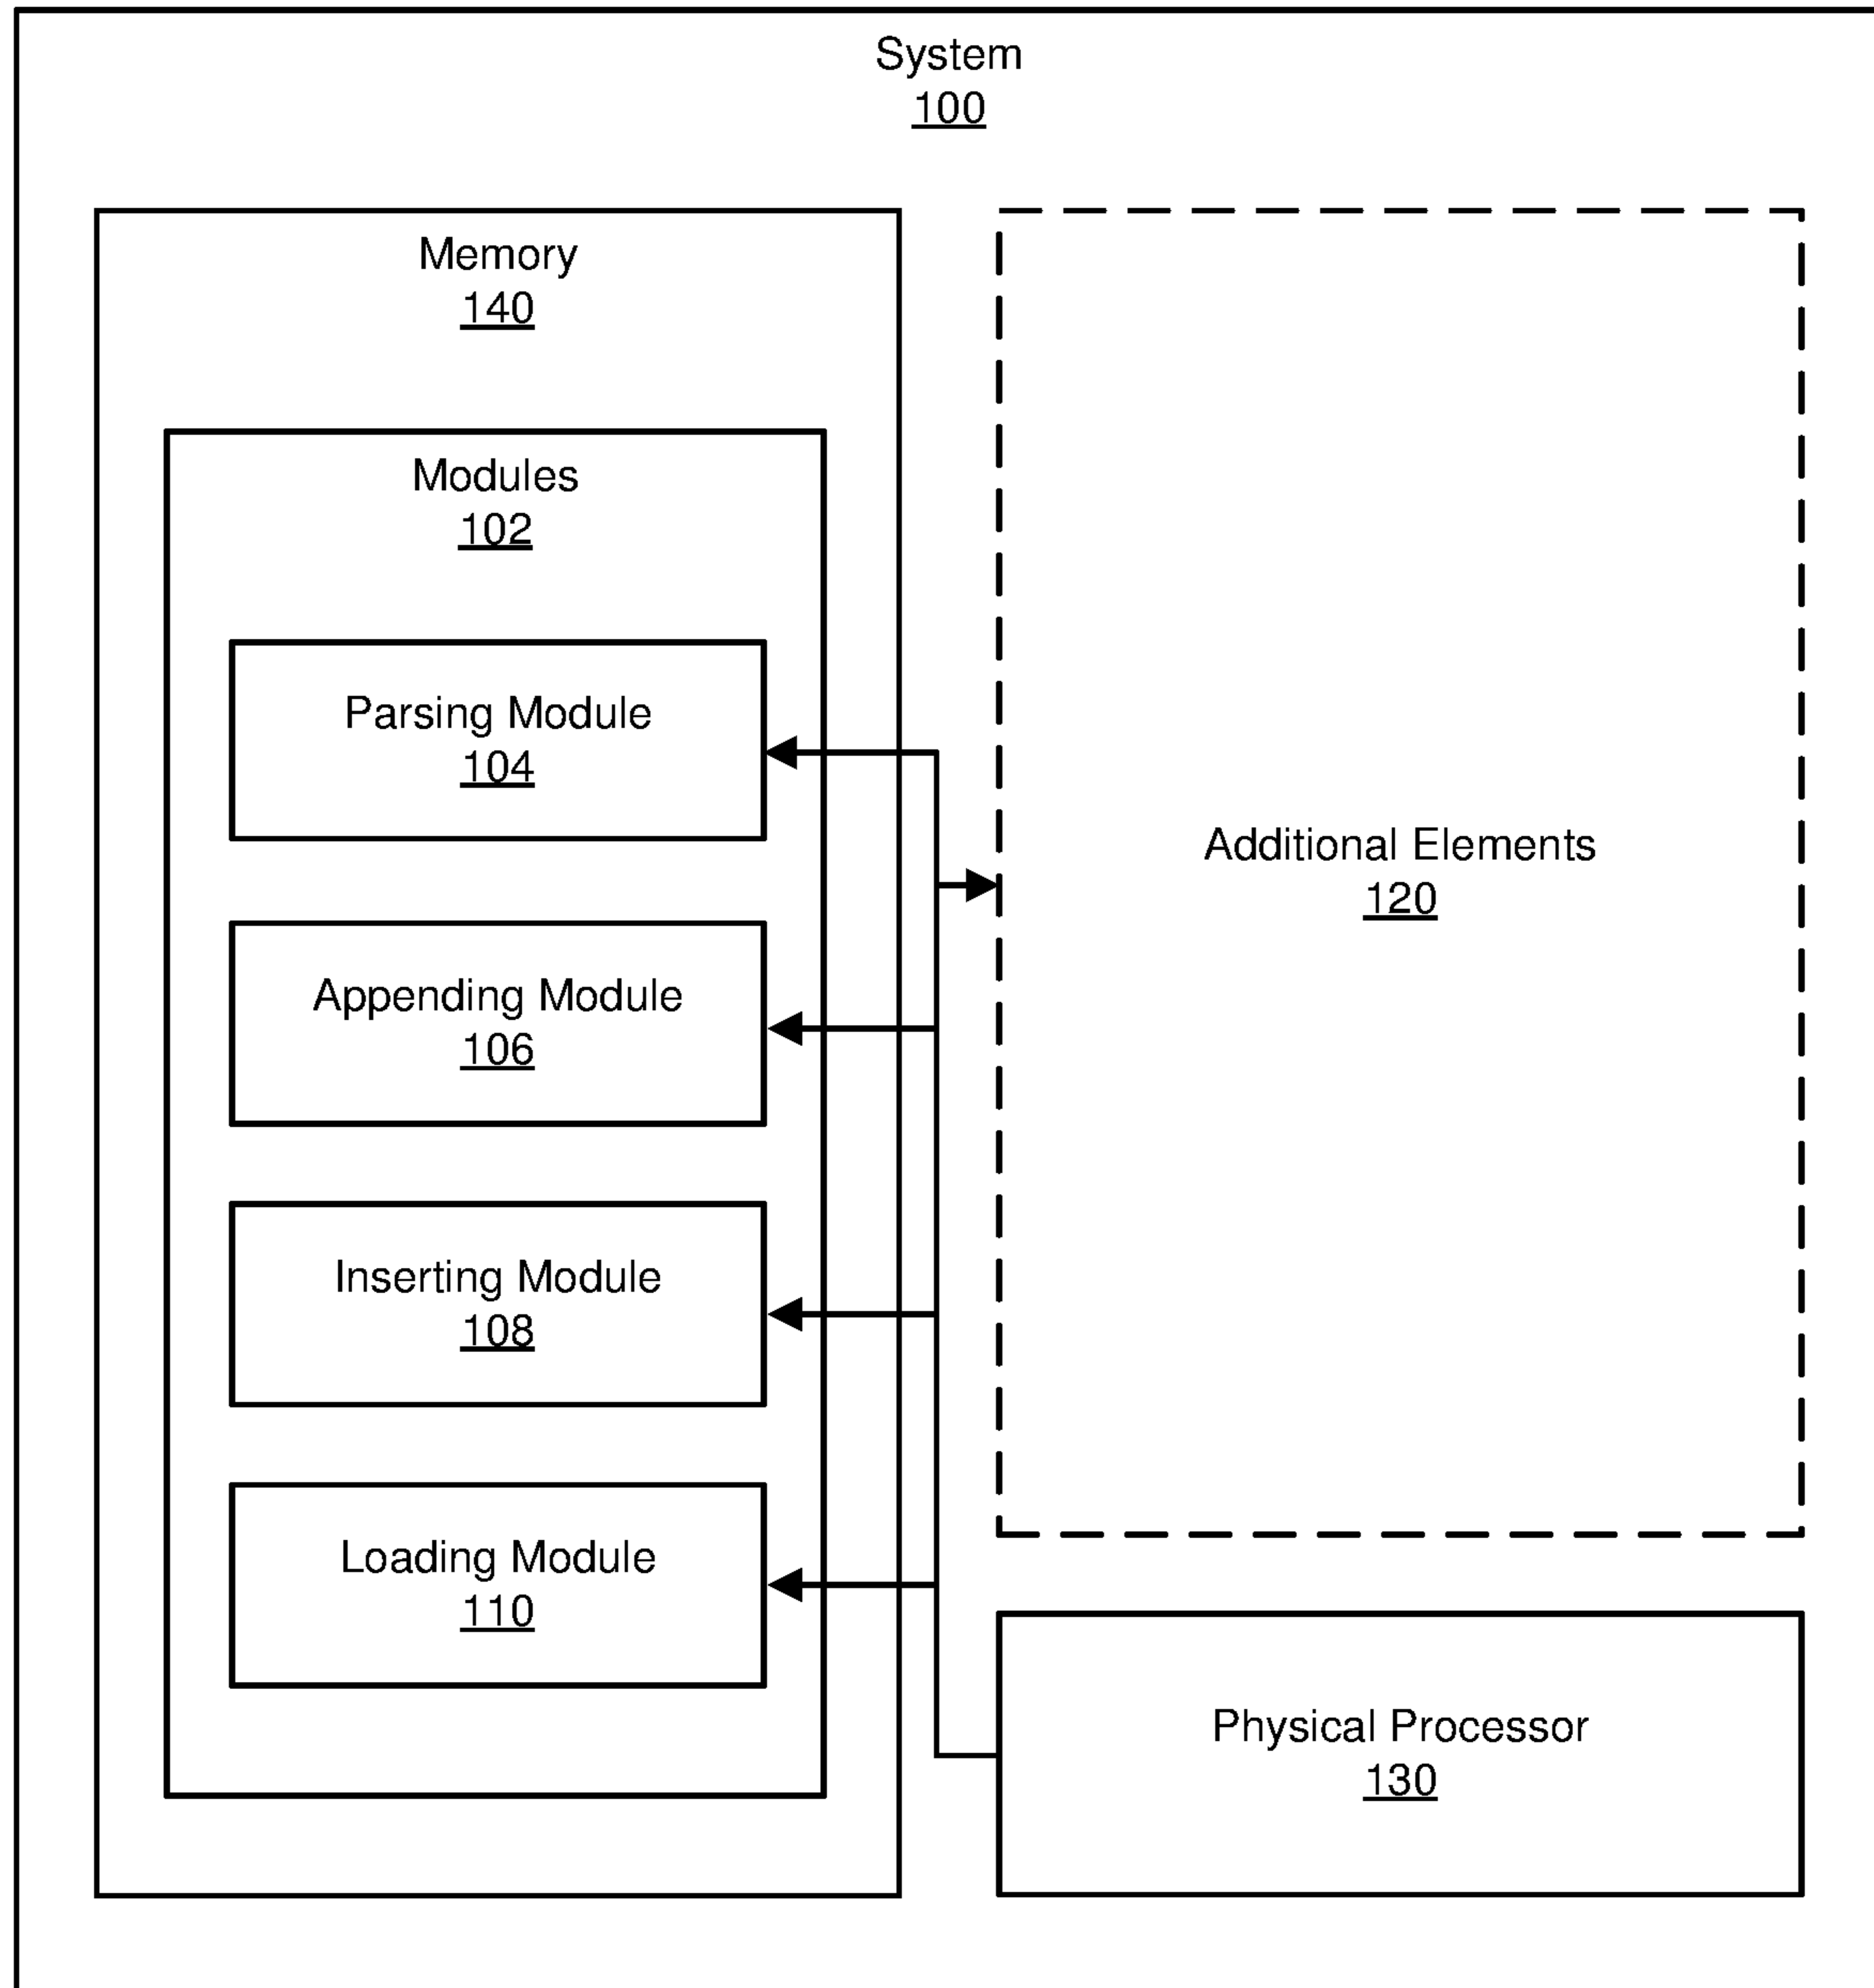 System
100
Memory
140
Modules
102
Parsing Module
104
Appending Module
106
Inserting Module
108
Loading Module
110
Additional Elements
120
Physical Processor
130